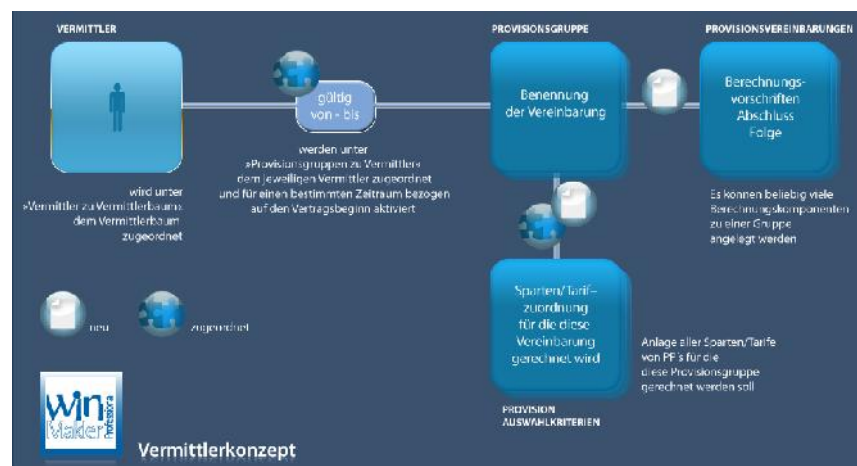 VERMITTLER
wird unter
»Vermittler zu Vermittlerbaum«
dem Vermittlerbaum
zugeordnet
gültig
von - bis
werden unter
»Provisionsgruppen zu Vermittler«
dem jeweiligen Vermittler zugeordnet
und für einen bestimmten Zeitraum bezogen
auf den Vertragsbeginn aktiviert
PROVISIONSGRUPPE
Benennung
der Vereinbarung
PROVISIONSVEREINBARUNGEN
Berechnungs-
vorschriften
Abschluss
Folge
Es können beliebig viele
Berechnungskomponenten
zu einer Gruppe
angelegt werden
Sparten/Tarif-
zuordnung
für die diese
Vereinbarung
gerechnet wird
Anlage aller Sparten/Tarife
von PP's für die
diese Provisionsgruppe
gerechnet werden soll
PROVISION
AUSWAHLKRITERIEN
neu
zugeordnet
win
Makler
Professional
Vermittlerkonzept